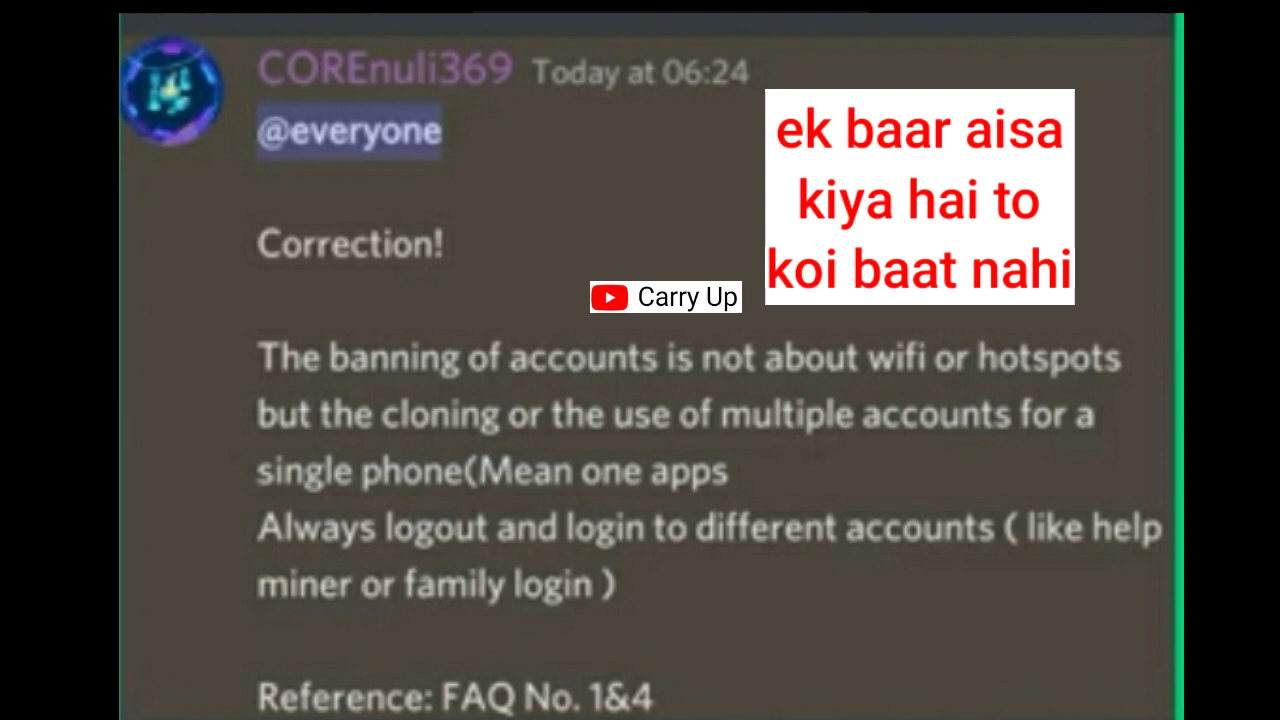 COREnuli369 Today at 06:24
@everyone
ek baar aisa
kiya hai to
koi baat nahi
Correction!
Carry Up
The banning of accounts is not about wifi or hotspots
but the cloning or the use of multiple accounts for a
single phone(Mean one apps
Always logout and login to different accounts ( like help
miner or family login )
Reference: FAQ No. 1&4